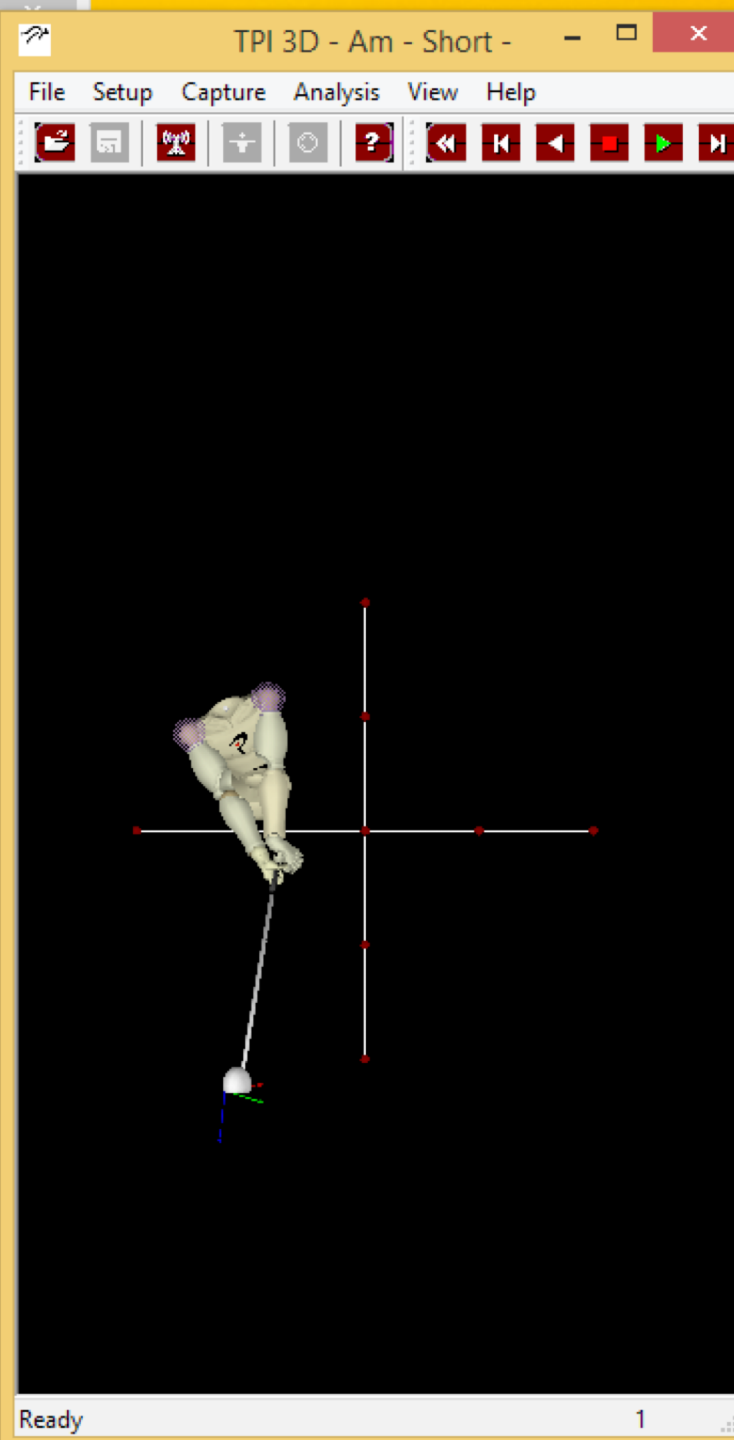 TPI 3D - Am - Short -
File Setup Capture Analysis View Help
?
Ready 1